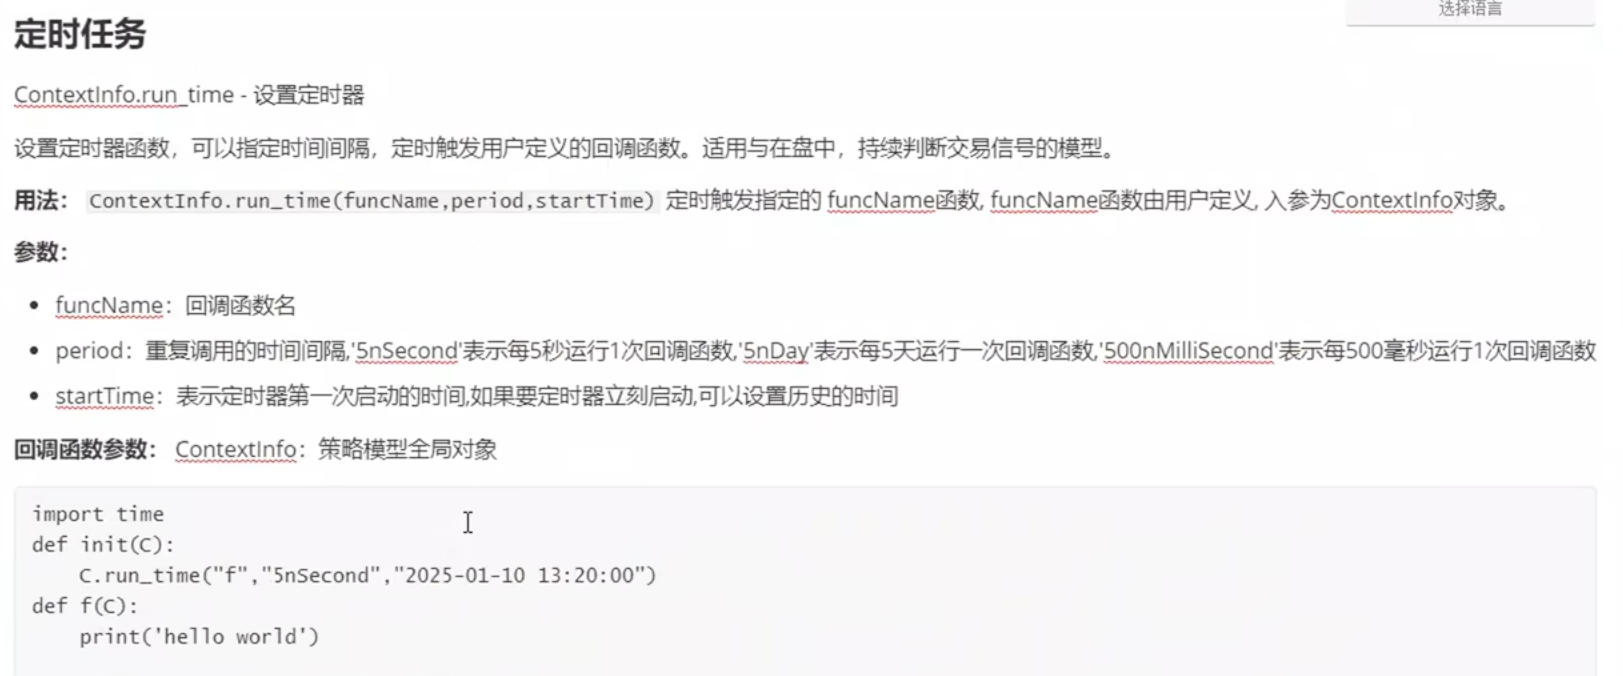 选择语言
定时任务
ContextInfo.run_time - 设置定时器
设置定时器函数，可以指定时间间隔，定时触发用户定义的回调函数。适用与在盘中，持续判断交易信号的模型。
用法： ContextInfo.run_time(funcName,period,startTime) 定时触发指定的 funcName函数, funcName函数由用户定义, 入参为ContextInfo对象。
参数：
• funcName：回调函数名
• period：重复调用的时间间隔,'5nSecond'表示每5秒运行1次回调函数,'5nDay'表示每5天运行一次回调函数,'500nMilliSecond'表示每500毫秒运行1次回调函数
• startTime：表示定时器第一次启动的时间,如果要定时器立刻启动,可以设置历史的时间
回调函数参数： ContextInfo：策略模型全局对象
import time
def init(C):
    C.run_time("f","5nSecond","2025-01-10 13:20:00")
def f(C):
    print('hello world')